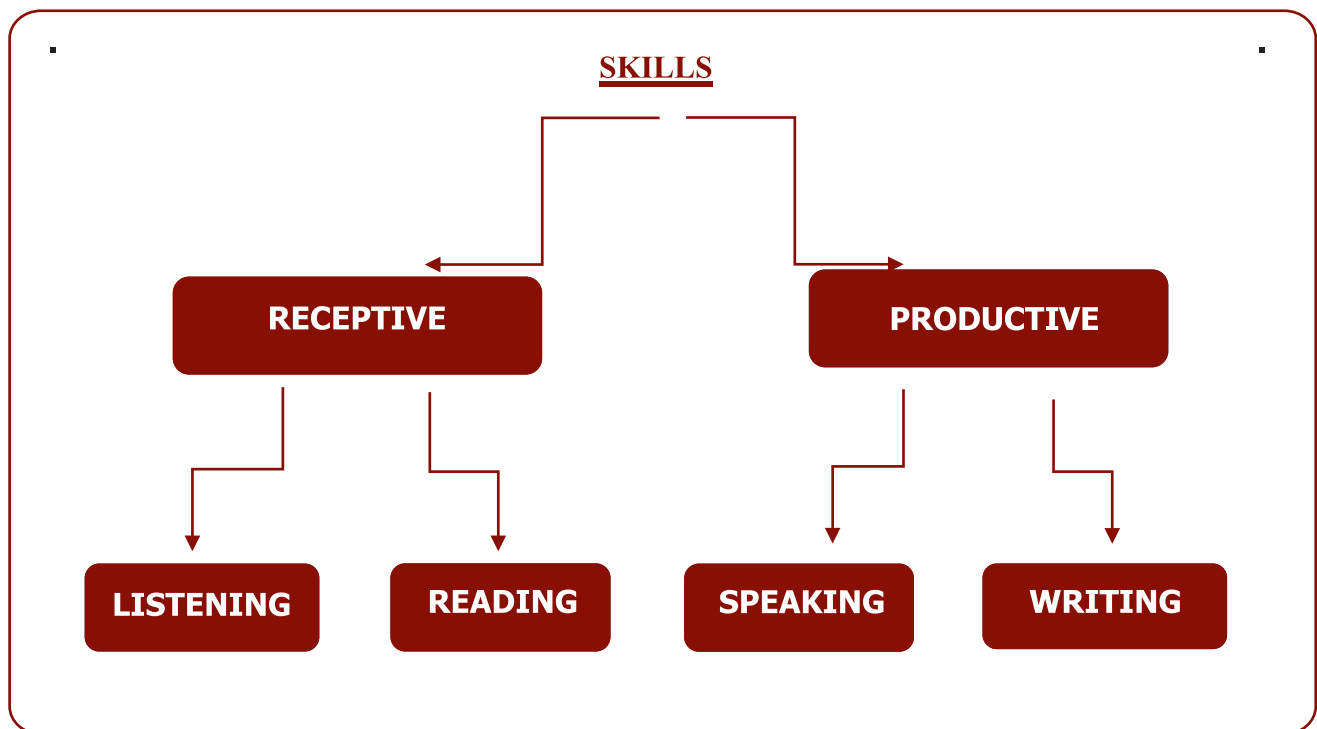 SKILLS
RECEPTIVE
PRODUCTIVE
LISTENING
READING
SPEAKING
WRITING